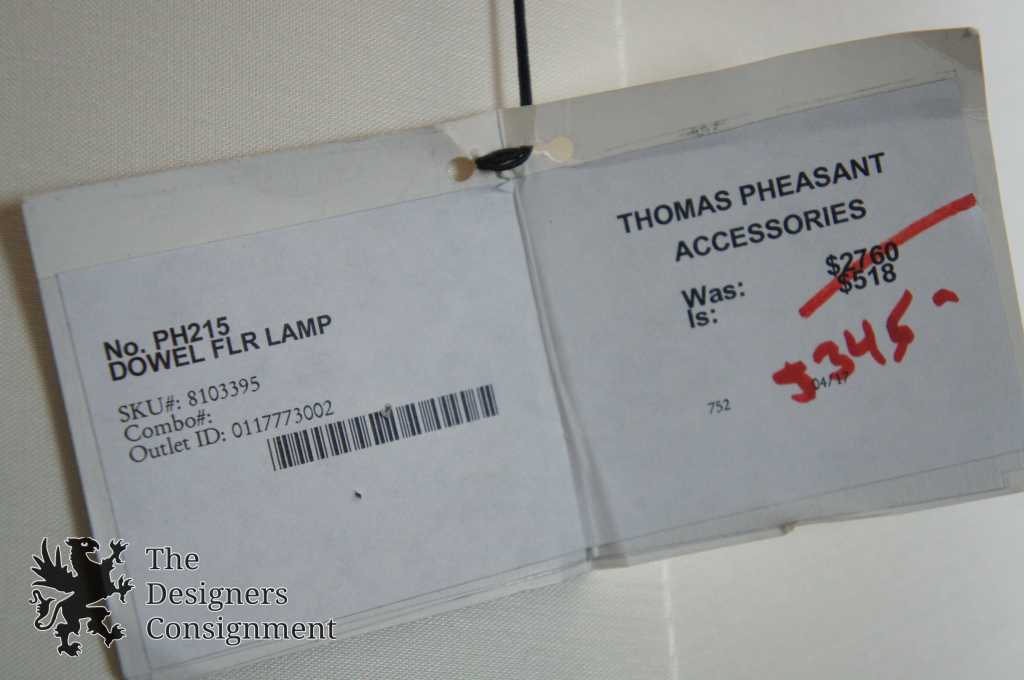 No. PH215
DOWEL FLR LAMP
SKU#: 8103395
Combo#:
Outlet ID: 0117773002
THOMAS PHEASANT
ACCESSORIES
Was: $2760
Is: $518
$345
04/17
752
The
Designers
Consignment